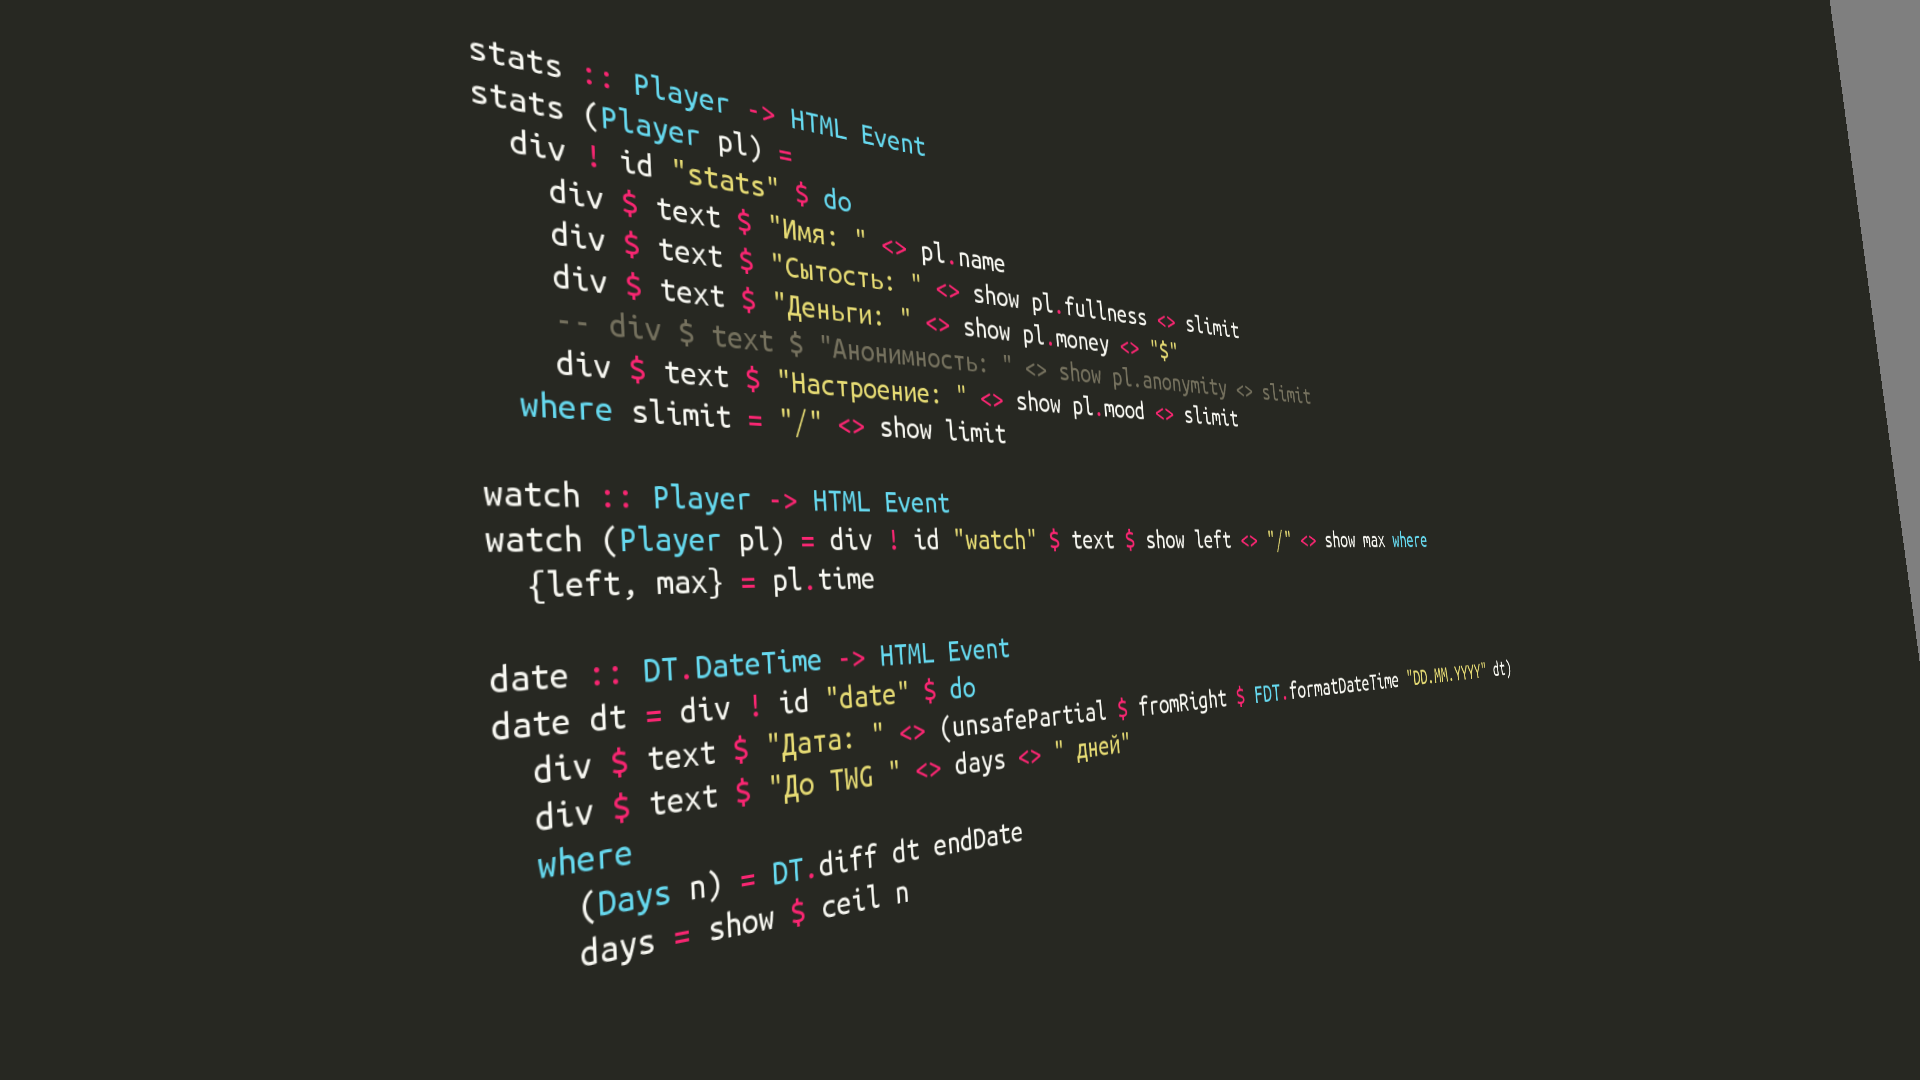 stats :: Player -> HTML Event
stats (Player pl) =
  div ! id "stats" $ do
    div $ text $ "Имя: " <> pl.name
    div $ text $ "Сытость: " <> show pl.fullness <> slimit
    div $ text $ "Деньги: " <> show pl.money <> "$"
    -- div $ text $ "Анонимность: " <> show pl.anonymity <> slimit
    div $ text $ "Настроение: " <> show pl.mood <> slimit
  where slimit = "/" <> show limit

watch :: Player -> HTML Event
watch (Player pl) = div ! id "watch" $ text $ show left <> "/" <> show max where
  {left, max} = pl.time

date :: DT.DateTime -> HTML Event
date dt = div ! id "date" $ do
  div $ text $ "Дата: " <> (unsafePartial $ fromRight $ FDT.formatDateTime "DD.MM.YYYY" dt)
  div $ text $ "До TWG " <> days <> " дней"
  where
    (Days n) = DT.diff dt endDate
    days = show $ ceil n